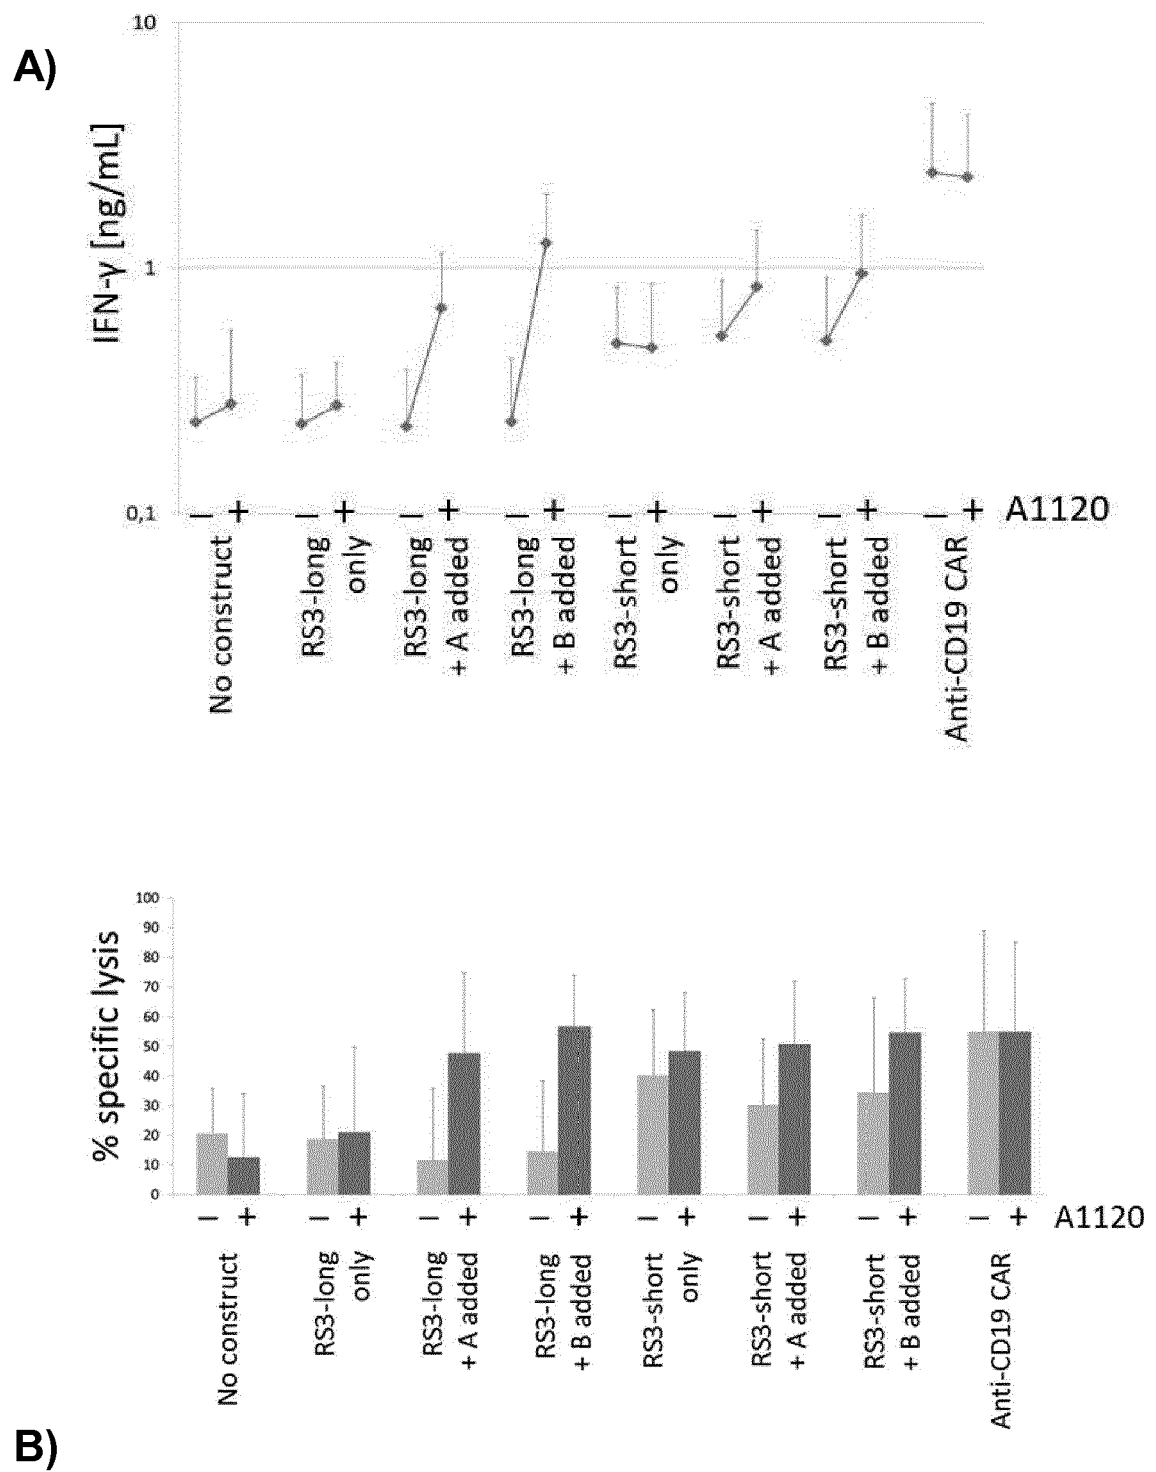 A)
IFN-γ [ng/mL]
10
1
0,1
– + – + – + – + – + – + – + – + A1120
No construct
RS3-long
only
RS3-long
+ A added
RS3-long
+ B added
RS3-short
only
RS3-short
+ A added
RS3-short
+ B added
Anti-CD19 CAR
% specific lysis
100
90
80
70
60
50
40
30
20
10
0
– + – + – + – + – + – + – + – + A1120
No construct
RS3-long
only
RS3-long
+ A added
RS3-long
+ B added
RS3-short
only
RS3-short
+ A added
RS3-short
+ B added
Anti-CD19 CAR
B)